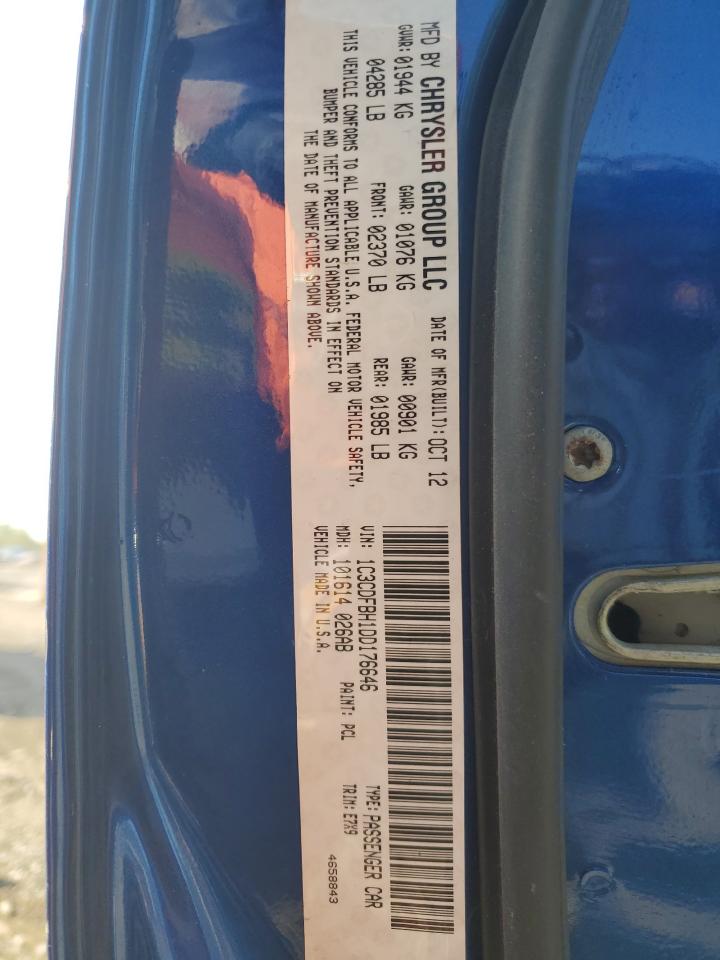 MFD BY CHRYSLER GROUP LLC DATE OF MFR(BUILT): OCT 12
GVWR: 01944 KG GAWR: 01076 KG GAWR: 00901 KG
04285 LB FRONT: 02370 LB REAR: 01985 LB
THIS VEHICLE CONFORMS TO ALL APPLICABLE U.S.A. FEDERAL MOTOR VEHICLE SAFETY,
BUMPER AND THEFT PREVENTION STANDARDS IN EFFECT ON
THE DATE OF MANUFACTURE SHOWN ABOVE.
VIN: 1C3CDFBH1DD176646 TYPE: PASSENGER CAR
MDH: 101614 026AB PAINT: PCL TRIM: E7X9
VEHICLE MADE IN U.S.A.
4658843